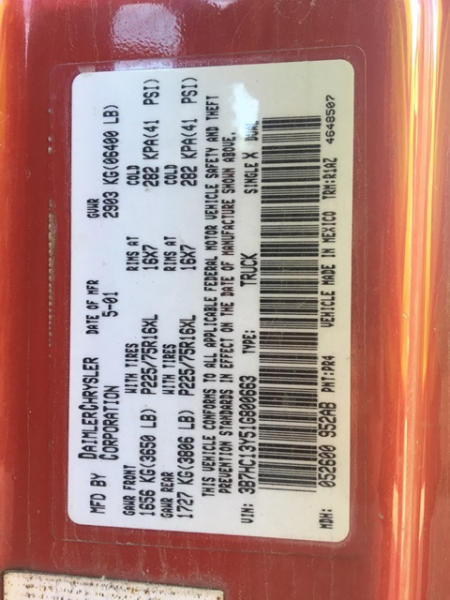 MFD BY DAIMLERCHRYSLER CORPORATION DATE OF MFR 5-01 GVWR 2903 KG(06400 LB)
GAWR FRONT WITH TIRES RIMS AT COLD
1656 KG(3650 LB) P225/75R16XL 16X7 282 KPA(41 PSI)
GAWR REAR WITH TIRES RIMS AT COLD
1727 KG(3806 LB) P225/75R16XL 16X7 282 KPA(41 PSI)
THIS VEHICLE CONFORMS TO ALL APPLICABLE FEDERAL MOTOR VEHICLE SAFETY AND THEFT
PREVENTION STANDARDS IN EFFECT ON THE DATE OF MANUFACTURE SHOWN ABOVE.
VIN: 3B7HC13Y51G800663 TYPE: TRUCK SINGLE X DUAL
MDH: 052600 952AB PNT:PR4 VEHICLE MADE IN MEXICO TRM:R1AZ 4648507